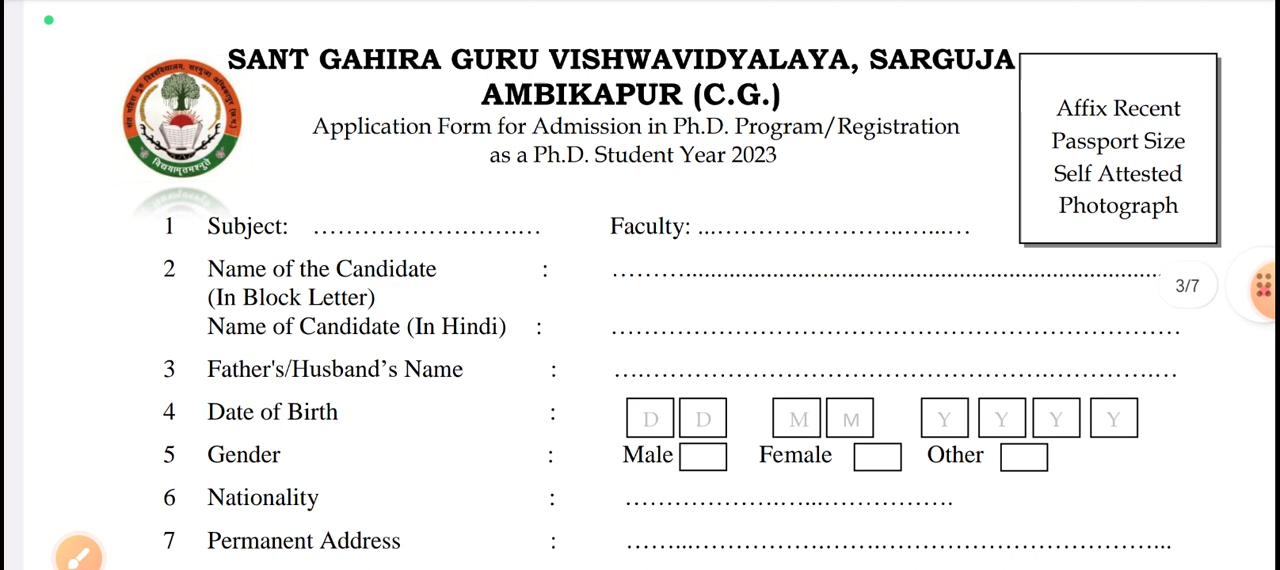 SANT GAHIRA GURU VISHWAVIDYALAYA, SARGUJA
AMBIKAPUR (C.G.)
Application Form for Admission in Ph.D. Program/Registration
as a Ph.D. Student Year 2023
Affix Recent
Passport Size
Self Attested
Photograph
विद्ययामृतमश्नुते
1 Subject: ............................ Faculty: .................................
2 Name of the Candidate : ............................................................
(In Block Letter)
3/7
Name of Candidate (In Hindi) : ............................................................
3 Father's/Husband’s Name : ............................................................
4 Date of Birth : D D M M Y Y Y Y
5 Gender : Male Female Other
6 Nationality : ........................................
7 Permanent Address : ............................................................